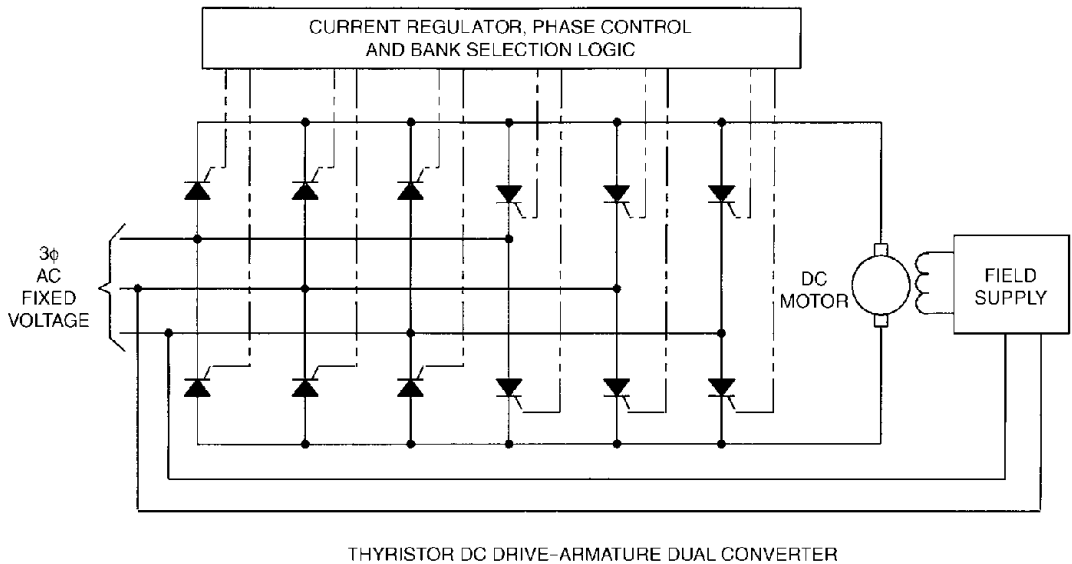 CURRENT REGULATOR, PHASE CONTROL
AND BANK SELECTION LOGIC
3ϕ
AC
FIXED
VOLTAGE
DC
MOTOR
FIELD
SUPPLY
THYRISTOR DC DRIVE–ARMATURE DUAL CONVERTER